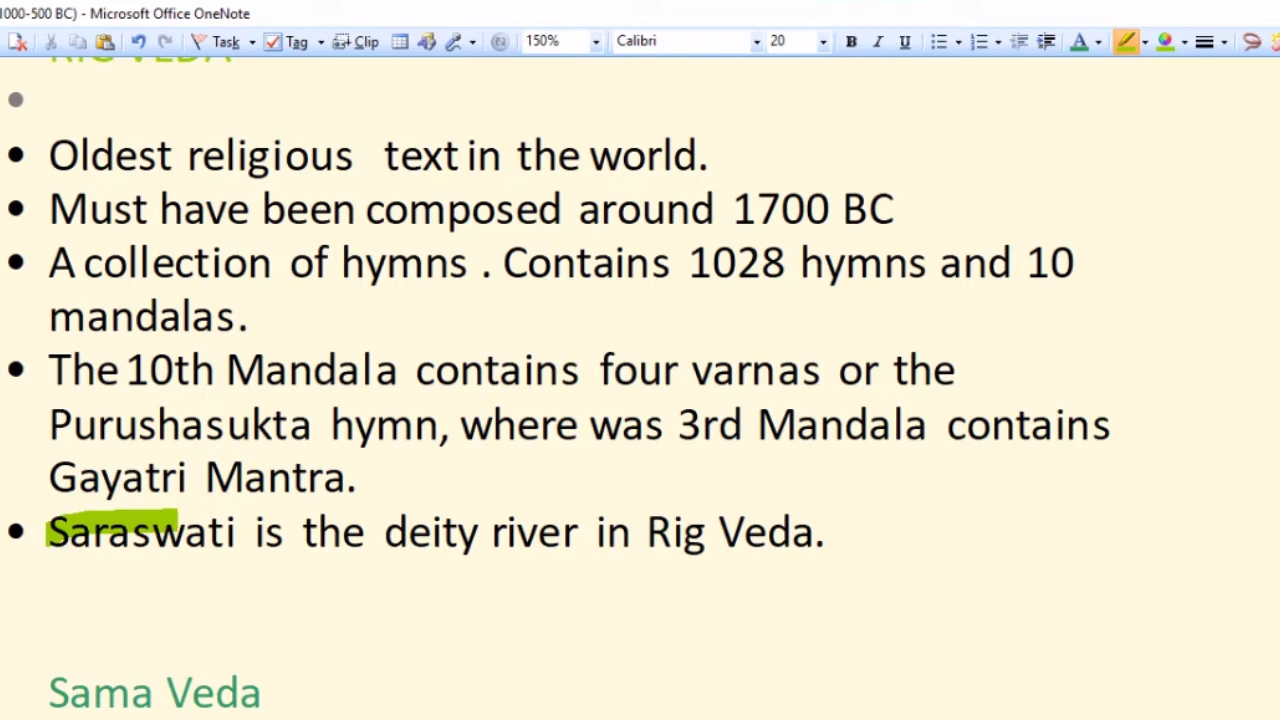 1000-500 BC) - Microsoft Office OneNote
Task Tag Clip 150% Calibri 20 B I U A
RIG VEDA
Oldest religious text in the world.
Must have been composed around 1700 BC
A collection of hymns . Contains 1028 hymns and 10
mandalas.
The 10th Mandala contains four varnas or the
Purushasukta hymn, where was 3rd Mandala contains
Gayatri Mantra.
Saraswati is the deity river in Rig Veda.
Sama Veda